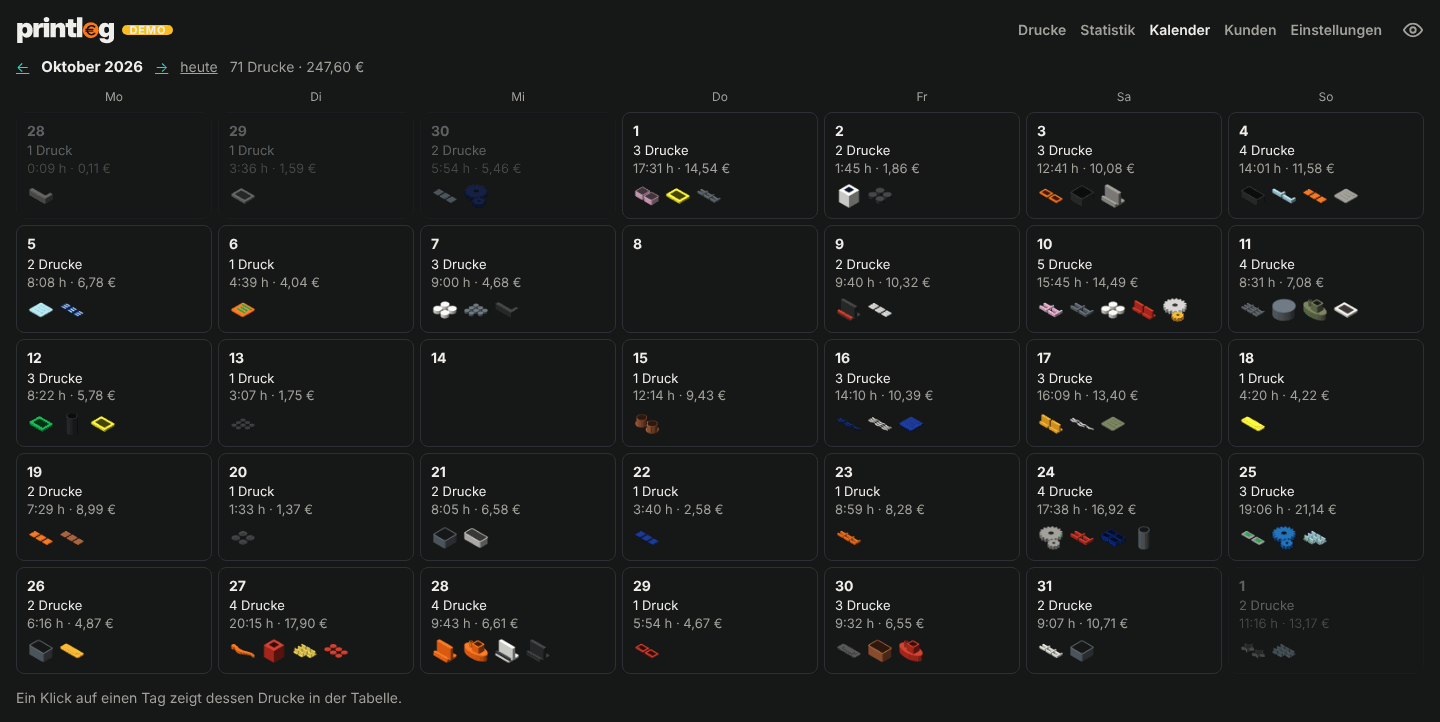 printl€g DEMO Drucke Statistik Kalender Kunden Einstellungen
← Oktober 2026 → heute 71 Drucke · 247,60 €
Mo Di Mi Do Fr Sa So
28 29 30 1 2 3 4
1 Druck 1 Druck 2 Drucke 3 Drucke 2 Drucke 3 Drucke 4 Drucke
0:09 h · 0,11 € 3:36 h · 1,59 € 5:54 h · 5,46 € 17:31 h · 14,54 € 1:45 h · 1,86 € 12:41 h · 10,08 € 14:01 h · 11,58 €
5 6 7 8 9 10 11
2 Drucke 1 Druck 3 Drucke 2 Drucke 5 Drucke 4 Drucke
8:08 h · 6,78 € 4:39 h · 4,04 € 9:00 h · 4,68 € 9:40 h · 10,32 € 15:45 h · 14,49 € 8:31 h · 7,08 €
12 13 14 15 16 17 18
3 Drucke 1 Druck 1 Druck 3 Drucke 3 Drucke 1 Druck
8:22 h · 5,78 € 3:07 h · 1,75 € 12:14 h · 9,43 € 14:10 h · 10,39 € 16:09 h · 13,40 € 4:20 h · 4,22 €
19 20 21 22 23 24 25
2 Drucke 1 Druck 2 Drucke 1 Druck 1 Druck 4 Drucke 3 Drucke
7:29 h · 8,99 € 1:33 h · 1,37 € 8:05 h · 6,58 € 3:40 h · 2,58 € 8:59 h · 8,28 € 17:38 h · 16,92 € 19:06 h · 21,14 €
26 27 28 29 30 31 1
2 Drucke 4 Drucke 4 Drucke 1 Druck 3 Drucke 2 Drucke 2 Drucke
6:16 h · 4,87 € 20:15 h · 17,90 € 9:43 h · 6,61 € 5:54 h · 4,67 € 9:32 h · 6,55 € 9:07 h · 10,71 € 11:16 h · 13,17 €
Ein Klick auf einen Tag zeigt dessen Drucke in der Tabelle.